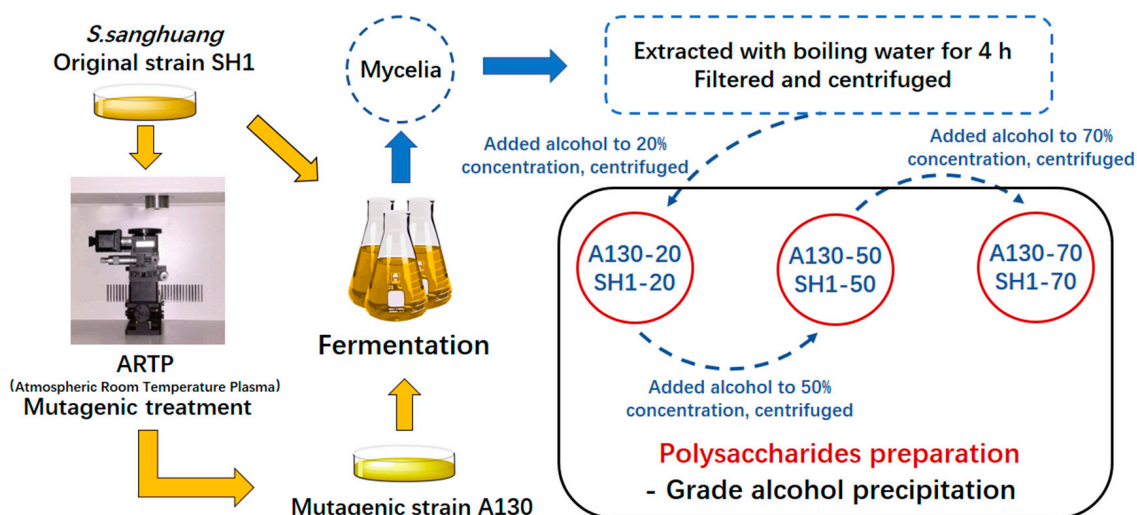 S.sanghuang
Original strain SH1
ARTP
(Atmospheric Room Temperature Plasma)
Mutagenic treatment
Mutagenic strain A130
Fermentation
Mycelia
Extracted with boiling water for 4 h
Filtered and centrifuged
Added alcohol to 20%
concentration, centrifuged
Added alcohol to 70%
concentration, centrifuged
A130-20
SH1-20
A130-50
SH1-50
A130-70
SH1-70
Added alcohol to 50%
concentration, centrifuged
Polysaccharides preparation
- Grade alcohol precipitation